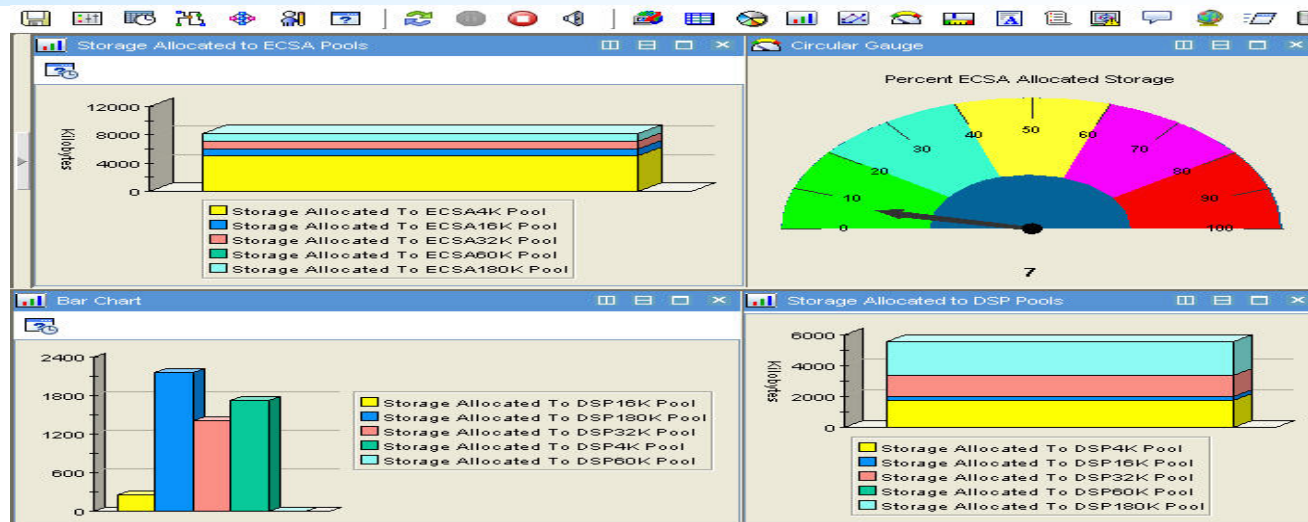 Storage Allocated to ECSA Pools
12000
8000
4000
0
Kilobytes
Storage Allocated To ECSA4K Pool
Storage Allocated To ECSA16K Pool
Storage Allocated To ECSA32K Pool
Storage Allocated To ECSA60K Pool
Storage Allocated To ECSA180K Pool
Circular Gauge
Percent ECSA Allocated Storage
0
10
20
30
40
50
60
70
80
90
100
7
Bar Chart
2400
1800
1200
600
0
Storage Allocated To DSP16K Pool
Storage Allocated To DSP180K Pool
Storage Allocated To DSP32K Pool
Storage Allocated To DSP4K Pool
Storage Allocated To DSP60K Pool
Storage Allocated to DSP Pools
6000
4000
2000
0
Kilobytes
Storage Allocated To DSP4K Pool
Storage Allocated To DSP16K Pool
Storage Allocated To DSP32K Pool
Storage Allocated To DSP60K Pool
Storage Allocated To DSP180K Pool